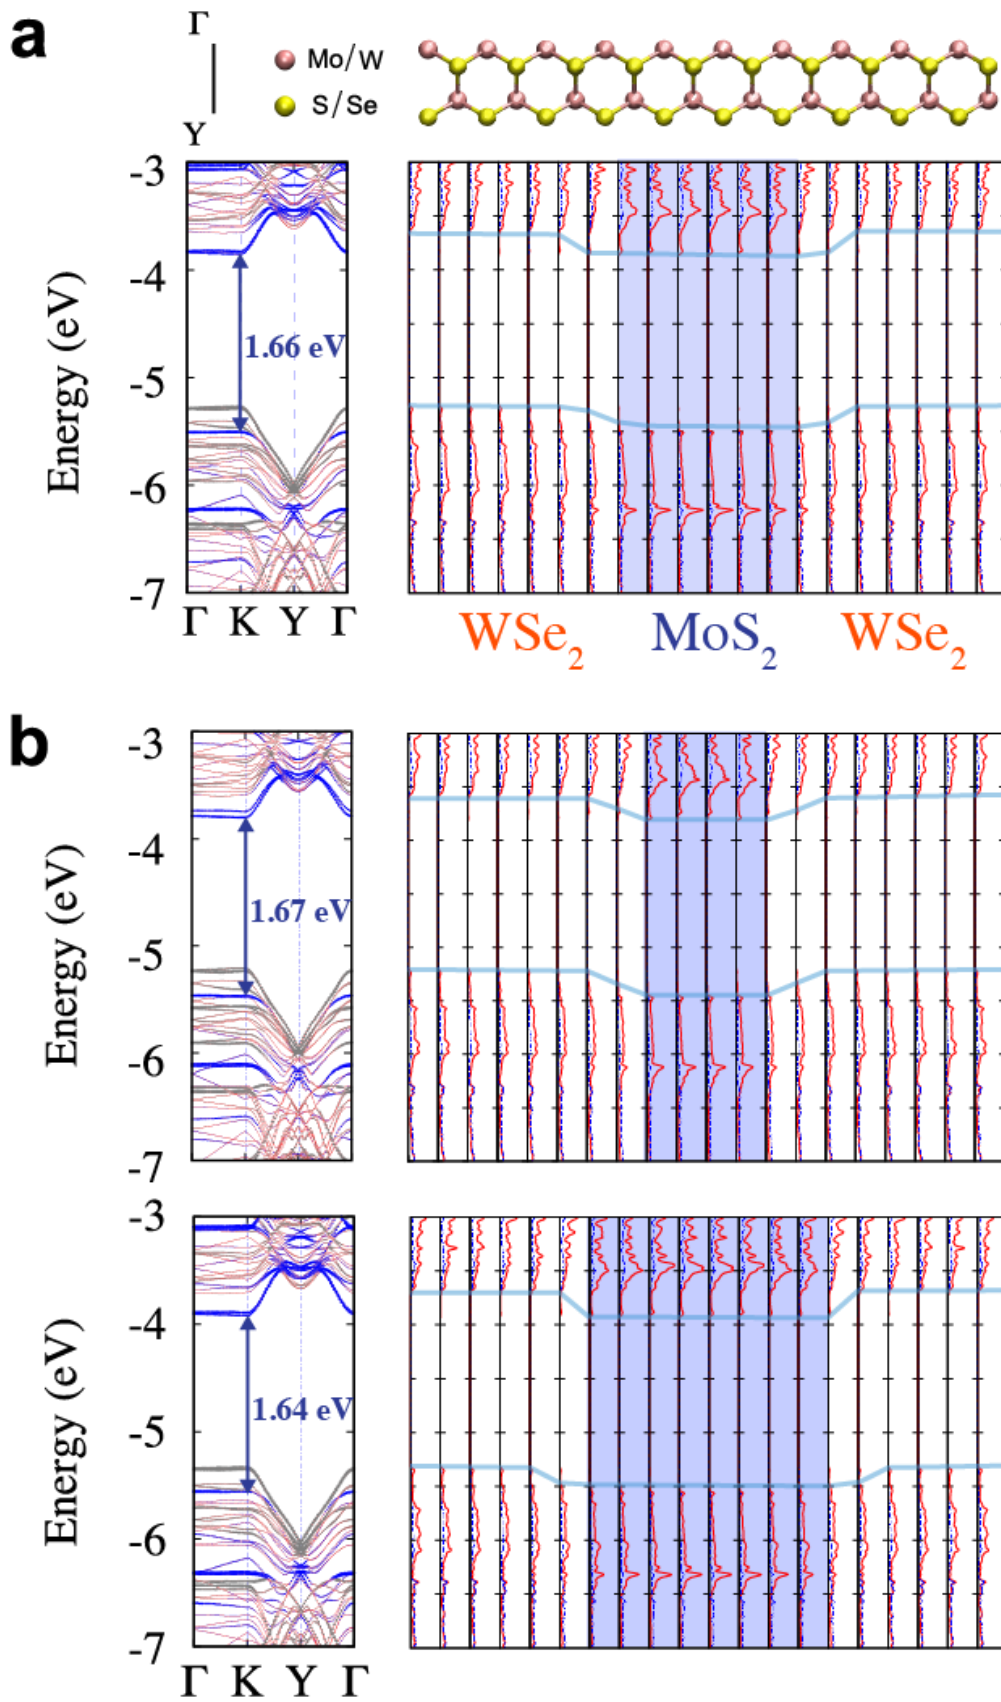 a
Γ
Y
Mo/W
S/Se
Energy (eV)
-3
-4
-5
-6
-7
1.66 eV
Γ K Y Γ
WSe2 MoS2 WSe2
b
Energy (eV)
-3
-4
-5
-6
-7
1.67 eV
Energy (eV)
-3
-4
-5
-6
-7
1.64 eV
Γ K Y Γ